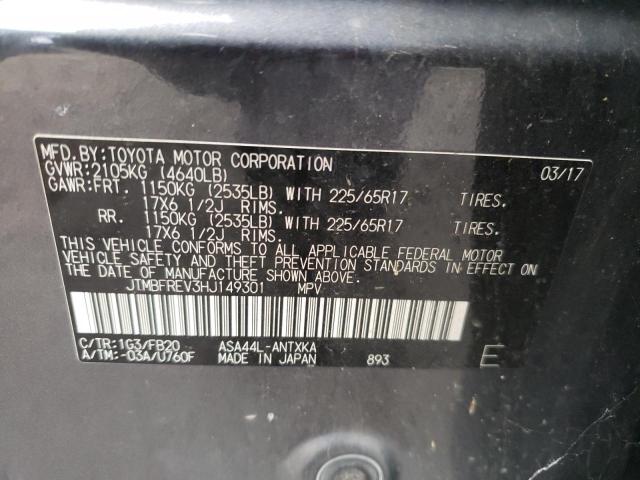 MFD.BY:TOYOTA MOTOR CORPORATION 03/17
GVWR:2105KG (4640LB)
GAWR:FRT. 1150KG (2535LB) WITH 225/65R17 TIRES.
17X6 1/2J RIMS.
RR. 1150KG (2535LB) WITH 225/65R17 TIRES.
17X6 1/2J RIMS.
THIS VEHICLE CONFORMS TO ALL APPLICABLE FEDERAL MOTOR
VEHICLE SAFETY AND THEFT PREVENTION STANDARDS IN EFFECT ON
THE DATE OF MANUFACTURE SHOWN ABOVE.
JTMBFREV3HJ149301 MPV
C/TR:1G3/FB20 ASA44L-ANTXKA
A/TM:-03A/U760F MADE IN JAPAN 893 E